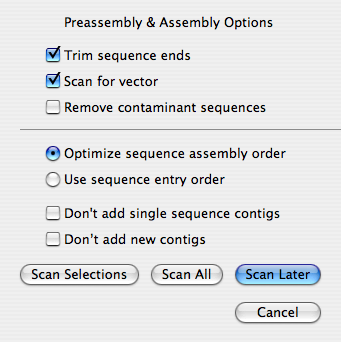 Preassembly & Assembly Options
Trim sequence ends
Scan for vector
Remove contaminant sequences
Optimize sequence assembly order
Use sequence entry order
Don't add single sequence contigs
Don't add new contigs
Scan Selections Scan All Scan Later
Cancel